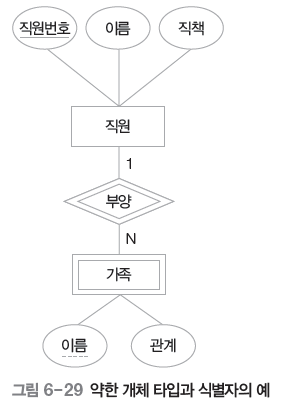 직원번호 이름 직책
직원
1
부양
N
가족
이름 관계
그림 6-29 약한 개체 타입과 식별자의 예